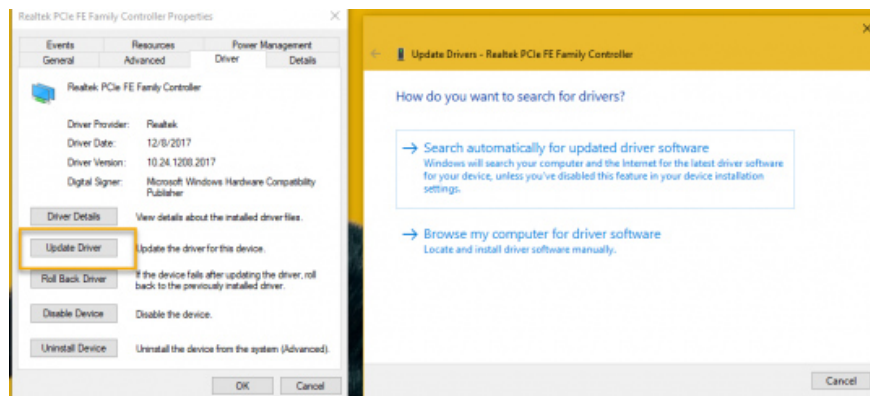 Realtek PCIe FE Family Controller Properties
Events Resources Power Management
General Advanced Driver Details
Realtek PCIe FE Family Controller
Driver Provider: Realtek
Driver Date: 12/8/2017
Driver Version: 10.24.1208.2017
Digital Signer: Microsoft Windows Hardware Compatibility
Publisher
Driver Details View details about the installed driver files.
Update Driver Update the driver for this device.
Roll Back Driver If the device fails after updating the driver, roll
back to the previously installed driver.
Disable Device Disable the device.
Uninstall Device Uninstall the device from the system (Advanced).
OK Cancel
Update Drivers - Realtek PCIe FE Family Controller
How do you want to search for drivers?
Search automatically for updated driver software
Windows will search your computer and the Internet for the latest driver software
for your device, unless you've disabled this feature in your device installation
settings.
Browse my computer for driver software
Locate and install driver software manually.
Cancel